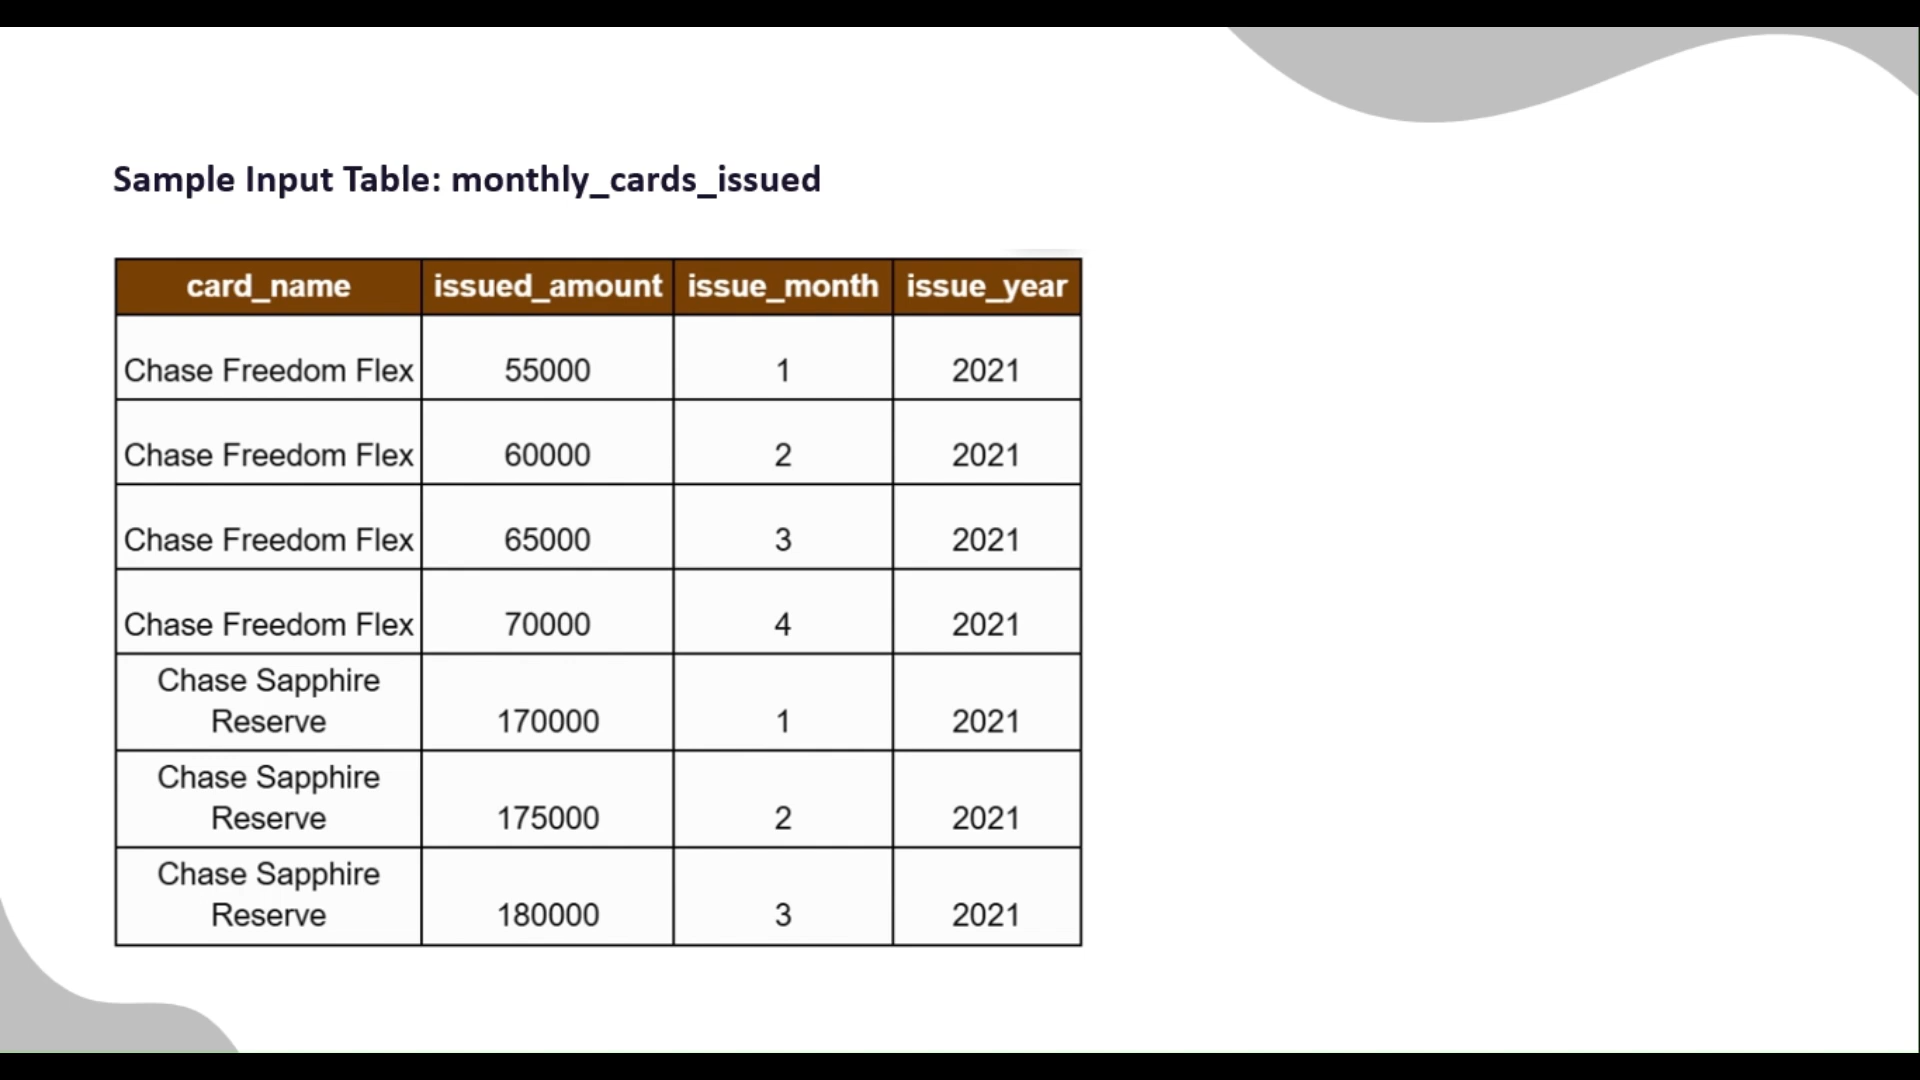 Sample Input Table: monthly_cards_issued
card_name issued_amount issue_month issue_year
Chase Freedom Flex 55000 1 2021
Chase Freedom Flex 60000 2 2021
Chase Freedom Flex 65000 3 2021
Chase Freedom Flex 70000 4 2021
Chase Sapphire
Reserve 170000 1 2021
Chase Sapphire
Reserve 175000 2 2021
Chase Sapphire
Reserve 180000 3 2021